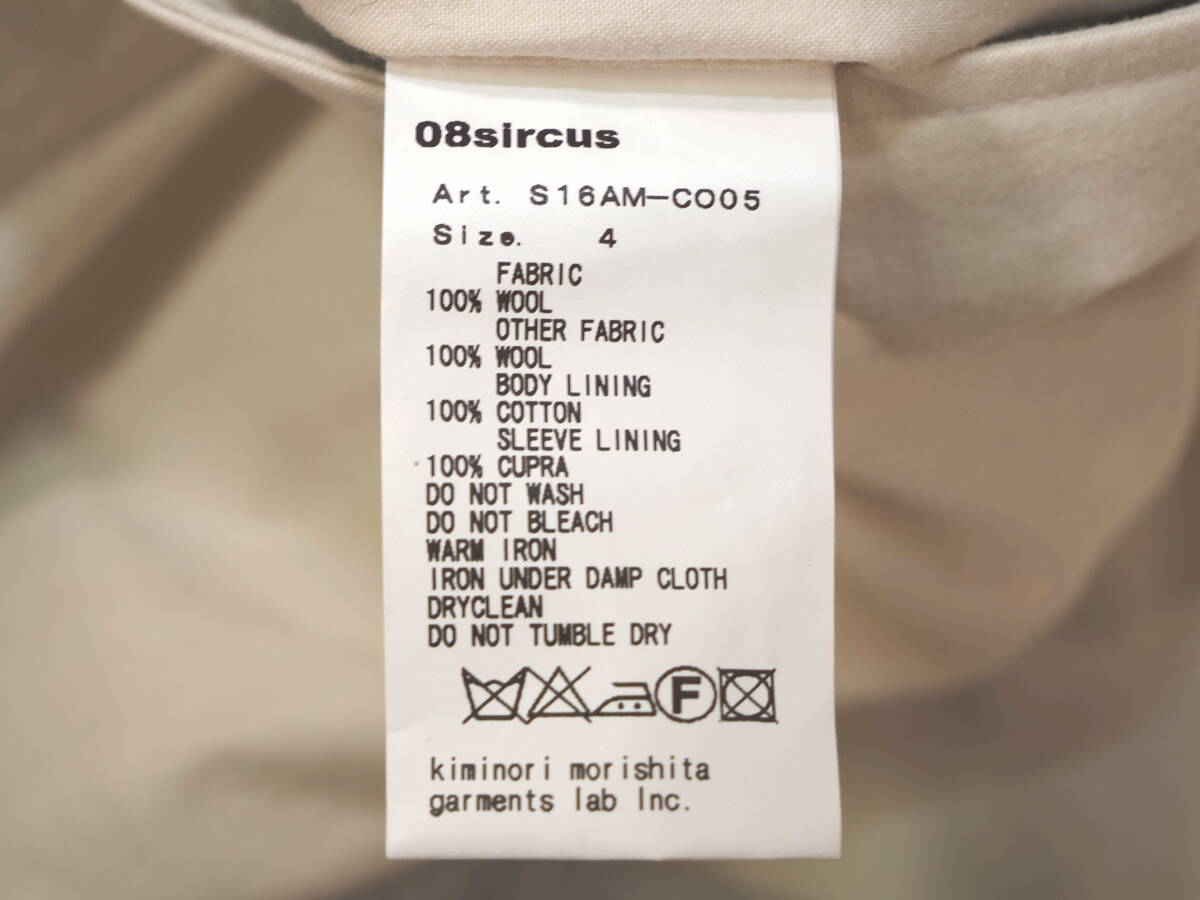 08sircus
Art. S16AM-CO05
Size. 4
FABRIC
100% WOOL
OTHER FABRIC
100% WOOL
BODY LINING
100% COTTON
SLEEVE LINING
100% CUPRA
DO NOT WASH
DO NOT BLEACH
WARM IRON
IRON UNDER DAMP CLOTH
DRYCLEAN
DO NOT TUMBLE DRY
F
kiminori morishita
garments lab Inc.